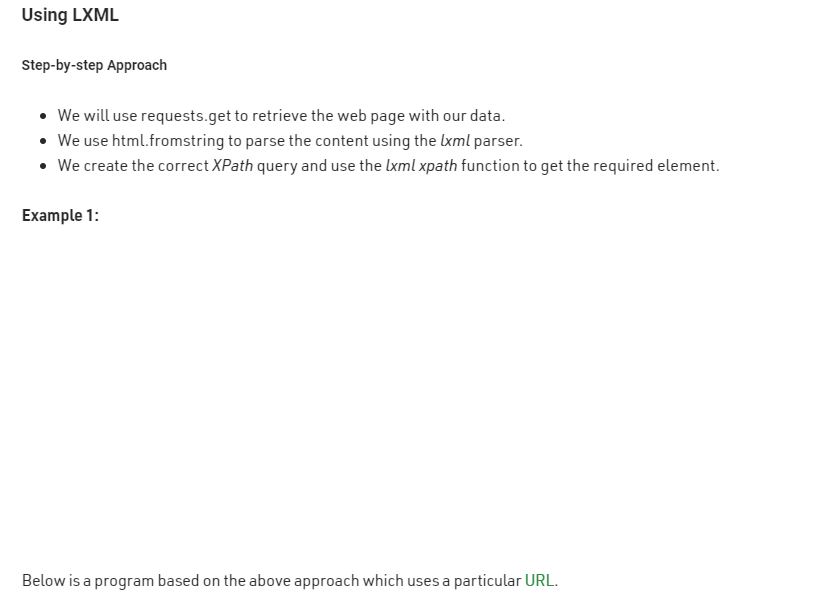 Using LXML
Step-by-step Approach
• We will use requests.get to retrieve the web page with our data.
• We use html.fromstring to parse the content using the lxml parser.
• We create the correct XPath query and use the lxml xpath function to get the required element.
Example 1:
Below is a program based on the above approach which uses a particular URL.